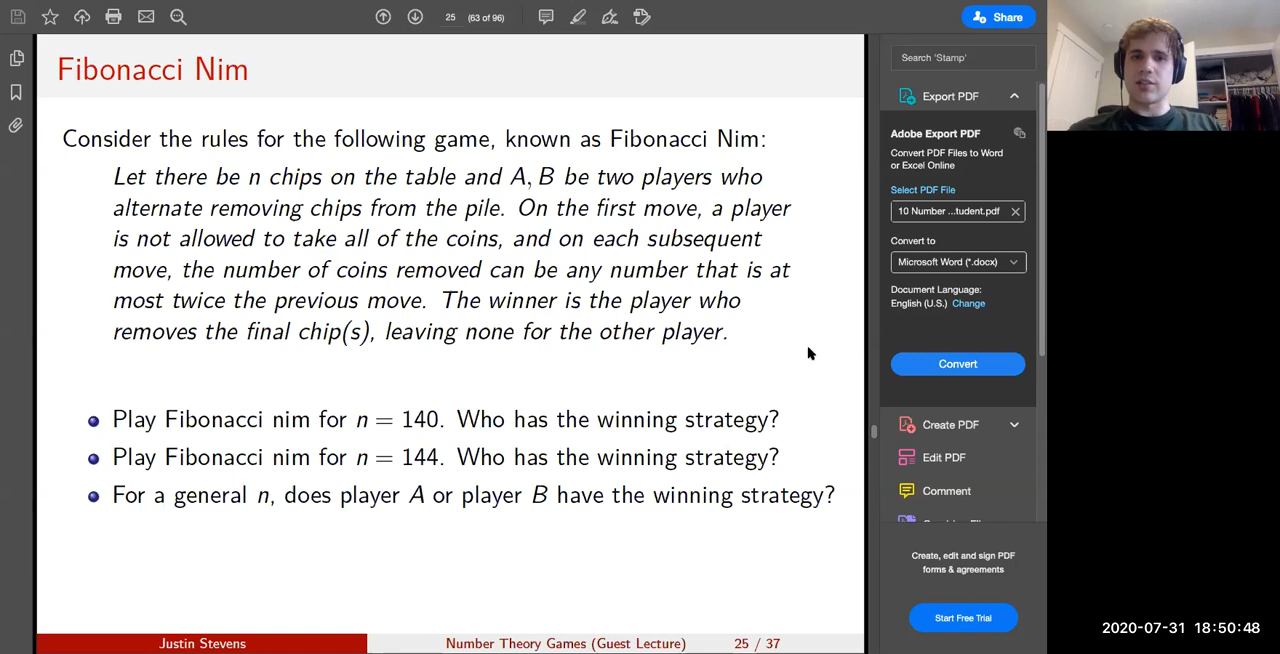 25 (63 of 96)
Share
Fibonacci Nim
Consider the rules for the following game, known as Fibonacci Nim:
Let there be n chips on the table and A, B be two players who
alternate removing chips from the pile. On the first move, a player
is not allowed to take all of the coins, and on each subsequent
move, the number of coins removed can be any number that is at
most twice the previous move. The winner is the player who
removes the final chip(s), leaving none for the other player.
Play Fibonacci nim for n = 140. Who has the winning strategy?
Play Fibonacci nim for n = 144. Who has the winning strategy?
For a general n, does player A or player B have the winning strategy?
Justin Stevens Number Theory Games (Guest Lecture) 25 / 37
Search 'Stamp'
Export PDF
Adobe Export PDF
Convert PDF Files to Word
or Excel Online
Select PDF File
10 Number ...tudent.pdf
Convert to
Microsoft Word (*.docx)
Document Language:
English (U.S.) Change
Convert
Create PDF
Edit PDF
Comment
Create, edit and sign PDF
forms & agreements
Start Free Trial
2020-07-31 18:50:48